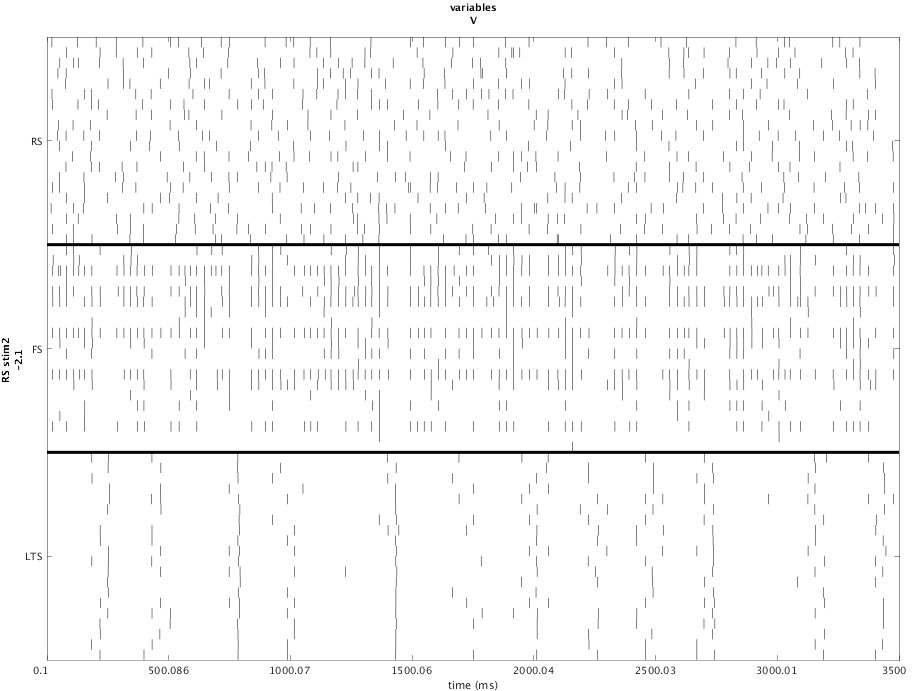 variables
V
RS
FS
LTS
RS stim2
-2.1
0.1 500.086 1000.07 1500.06 2000.04 2500.03 3000.01 3500
time (ms)